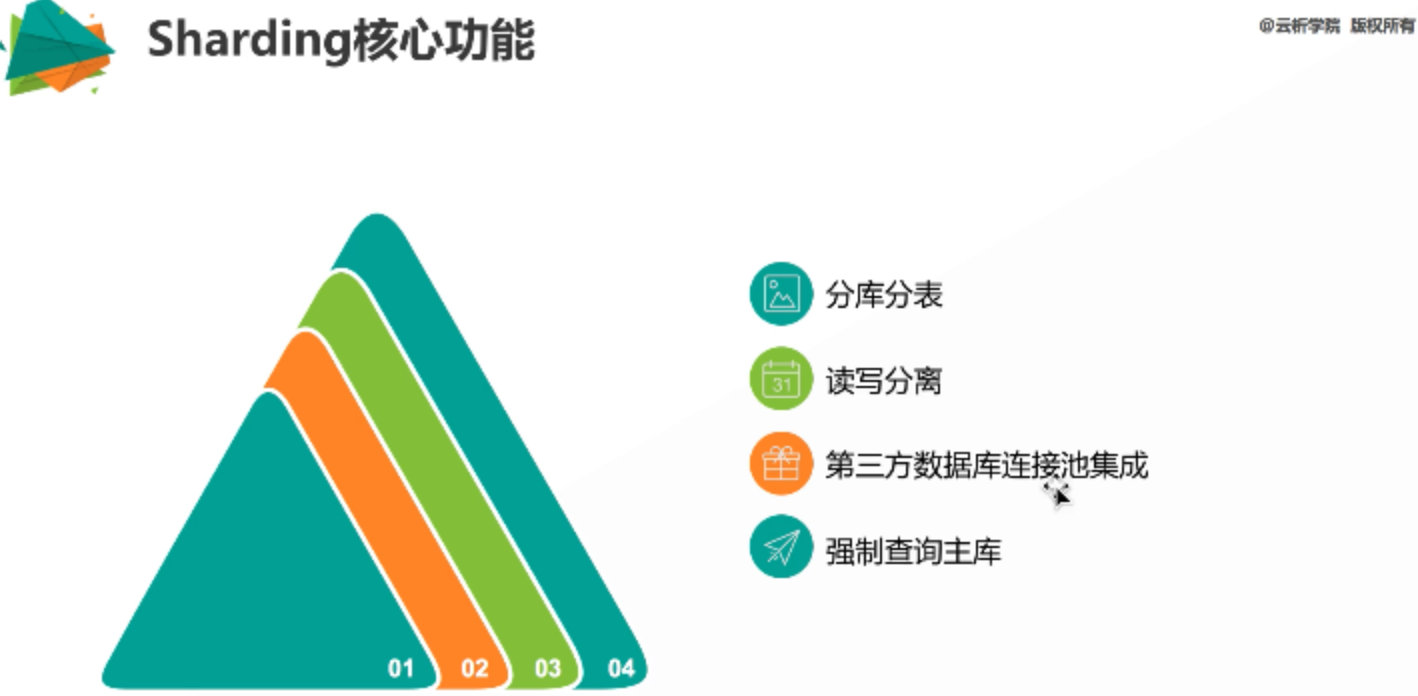 Sharding核心功能
@云析学院 版权所有
分库分表
读写分离
31
第三方数据库连接池集成
强制查询主库
01
02
03
04